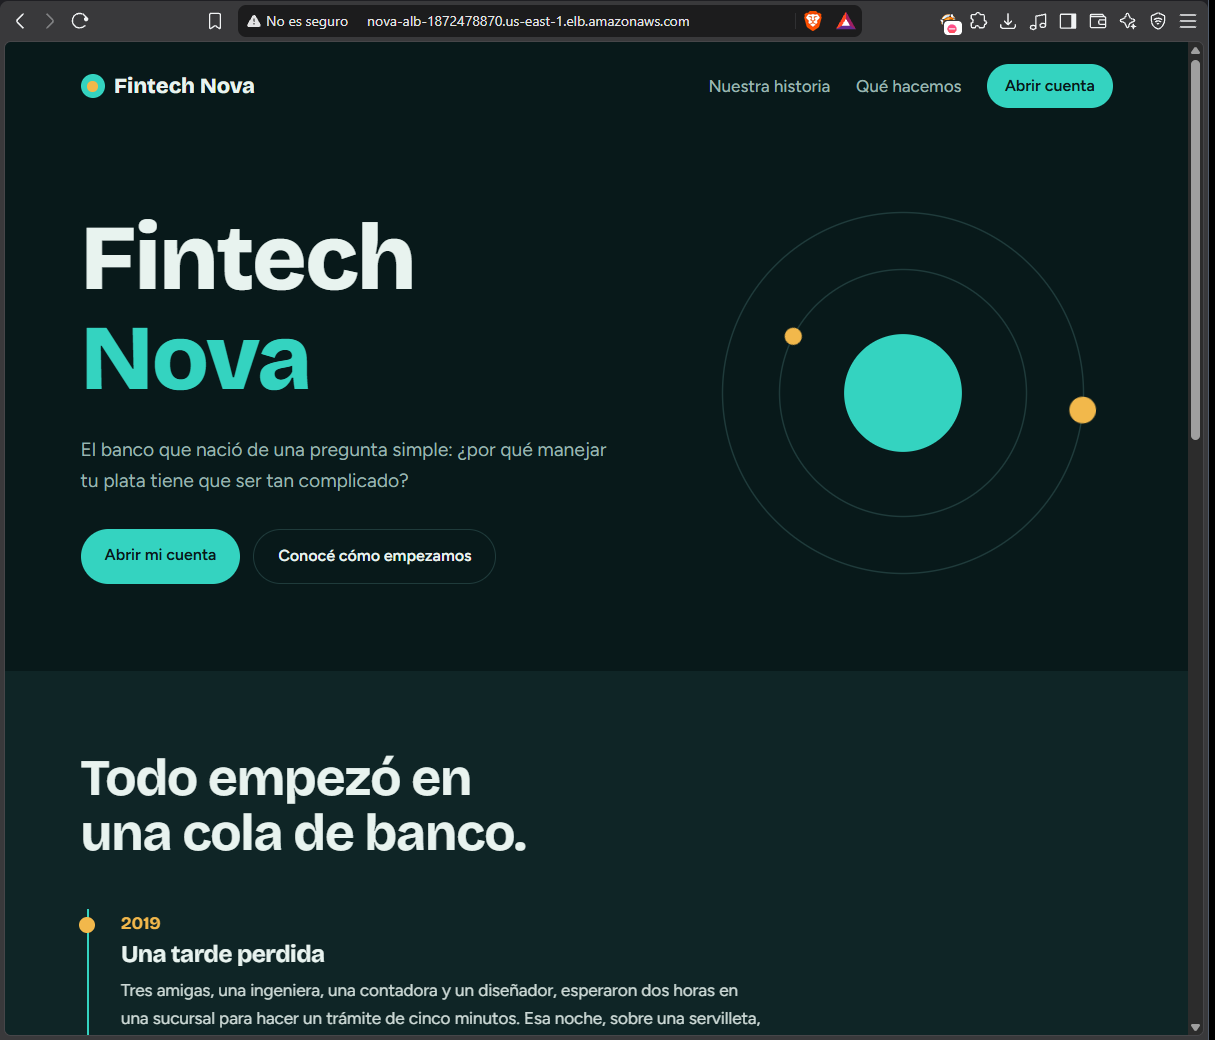 No es seguro nova-alb-1872478870.us-east-1.elb.amazonaws.com
Fintech Nova
Nuestra historia
Qué hacemos
Abrir cuenta
Fintech
Nova
El banco que nació de una pregunta simple: ¿por qué manejar
tu plata tiene que ser tan complicado?
Abrir mi cuenta
Conocé cómo empezamos
Todo empezó en
una cola de banco.
2019
Una tarde perdida
Tres amigas, una ingeniera, una contadora y un diseñador, esperaron dos horas en
una sucursal para hacer un trámite de cinco minutos. Esa noche, sobre una servilleta,